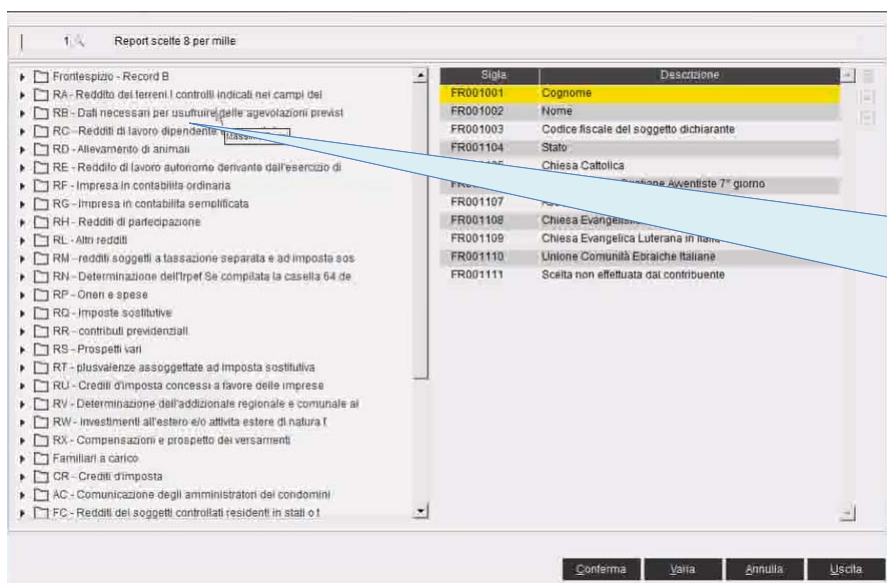 1 Report scelte 8 per mille
Frontespizio - Record B
RA - Reddito dei terreni.I controlli indicati nei campi del
RB - Dati necessari per usufruire delle agevolazioni previst
RC - Redditi di lavoro dipendente
RD - Allevamento di animali
RE - Reddito di lavoro autonomo derivante dall'esercizio di
RF - Impresa in contabilità ordinaria
RG - Impresa in contabilità semplificata
RH - Redditi di partecipazione
RL - Altri redditi
RM - redditi soggetti a tassazione separata e ad imposta sos
RN - Determinazione dell'Irpef Se compilata la casella 64 de
RP - Oneri e spese
RQ - Imposte sostitutive
RR - contributi previdenziali
RS - Prospetti vari
RT - plusvalenze assoggettate ad imposta sostitutiva
RU - Crediti d'imposta concessi a favore delle imprese
RV - Determinazione dell'addizionale regionale e comunale al
RW - Investimenti all'estero e/o attivita estere di natura f
RX - Compensazioni e prospetto dei versamenti
Familiari a carico
CR - Crediti d'imposta
AC - Comunicazione degli amministratori dei condomini
FC - Redditi dei soggetti controllati residenti in stati o t
Sigla Descrizione
FR001001 Cognome
FR001002 Nome
FR001003 Codice fiscale del soggetto dichiarante
FR001104 Stato
Chiesa Cattolica
Avventiste 7° giorno
FR001107
FR001108 Chiesa Evangelica
FR001109 Chiesa Evangelica Luterana in Italia
FR001110 Unione Comunità Ebraiche Italiane
FR001111 Scelta non effettuata dal contribuente
Conferma Varia Annulla Uscita